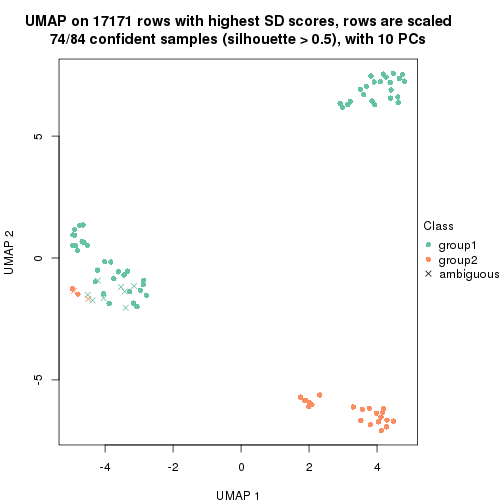 UMAP on 17171 rows with highest SD scores, rows are scaled
74/84 confident samples (silhouette > 0.5), with 10 PCs
5
0
-5
UMAP 2
-4
-2
0
2
4
UMAP 1
Class
group1
group2
ambiguous